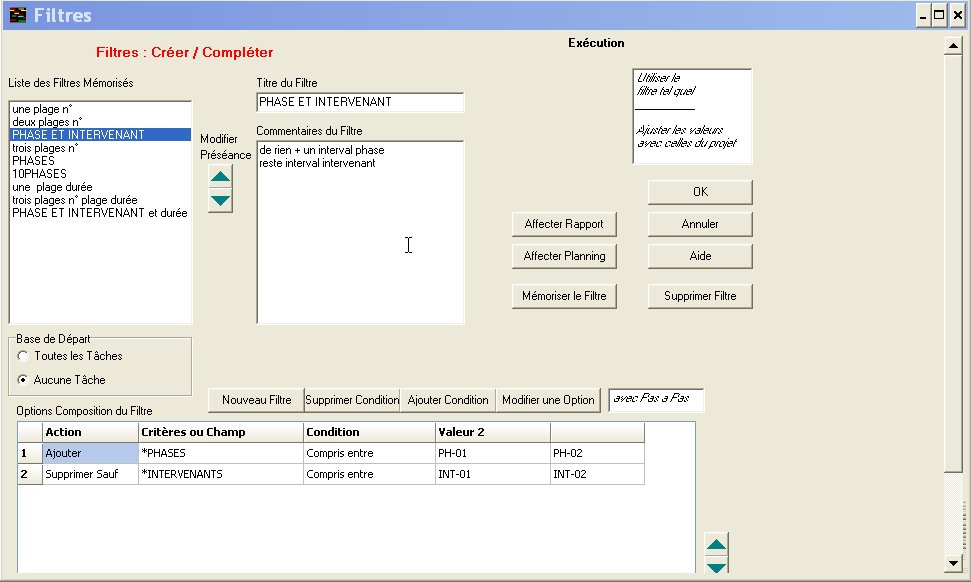 Filtres
Filtres : Créer / Compléter
Exécution
Liste des Filtres Mémorisés
une plage n°
deux plages n°
PHASE ET INTERVENANT
trois plages n°
PHASES
10PHASES
une plage durée
trois plages n° plage durée
PHASE ET INTERVENANT et durée
Modifier
Préséance
Titre du Filtre
PHASE ET INTERVENANT
Commentaires du Filtre
de rien + un interval phase
reste interval intervenant
Utiliser le
filtre tel quel
Ajuster les valeurs
avec celles du projet
OK
Affecter Rapport
Annuler
Affecter Planning
Aide
Mémoriser le Filtre
Supprimer Filtre
Base de Départ
Toutes les Tâches
Aucune Tâche
Nouveau Filtre
Supprimer Condition
Ajouter Condition
Modifier une Option
avec Pas a Pas
Options Composition du Filtre
Action Critères ou Champ Condition Valeur 2
1 Ajouter *PHASES Compris entre PH-01 PH-02
2 Supprimer Sauf *INTERVENANTS Compris entre INT-01 INT-02